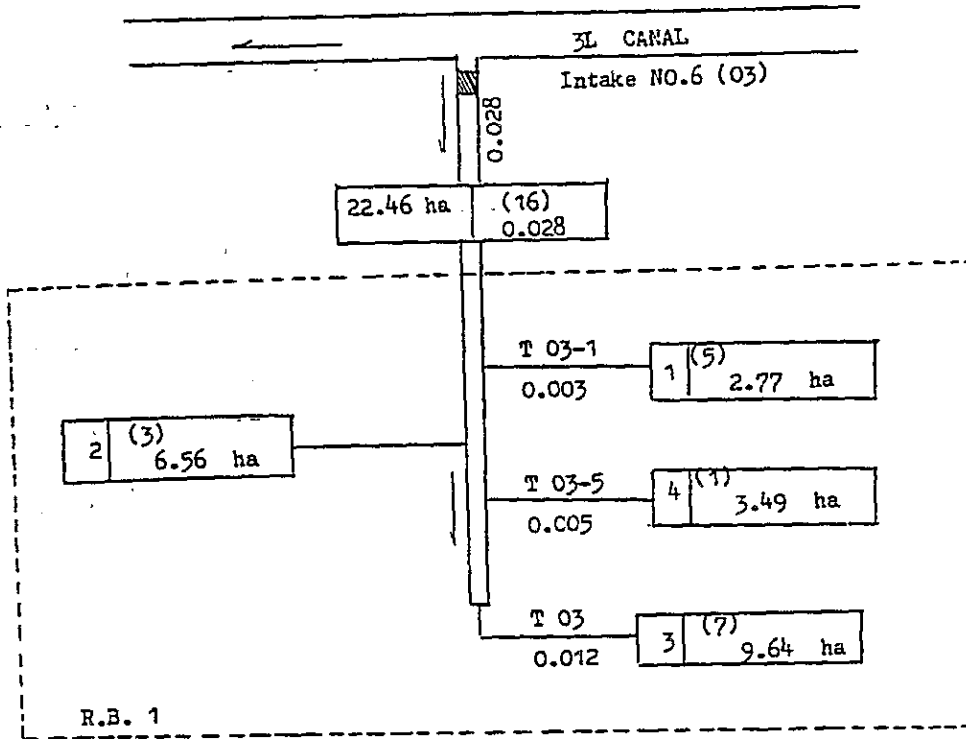 3L CANAL
Intake NO.6 (03)
0.028
22.46 ha
(16)
0.028
T 03-1
0.003
1
(5)
2.77 ha
2
(3)
6.56 ha
T 03-5
0.005
4
(1)
3.49 ha
T 03
0.012
3
(7)
9.64 ha
R.B. 1